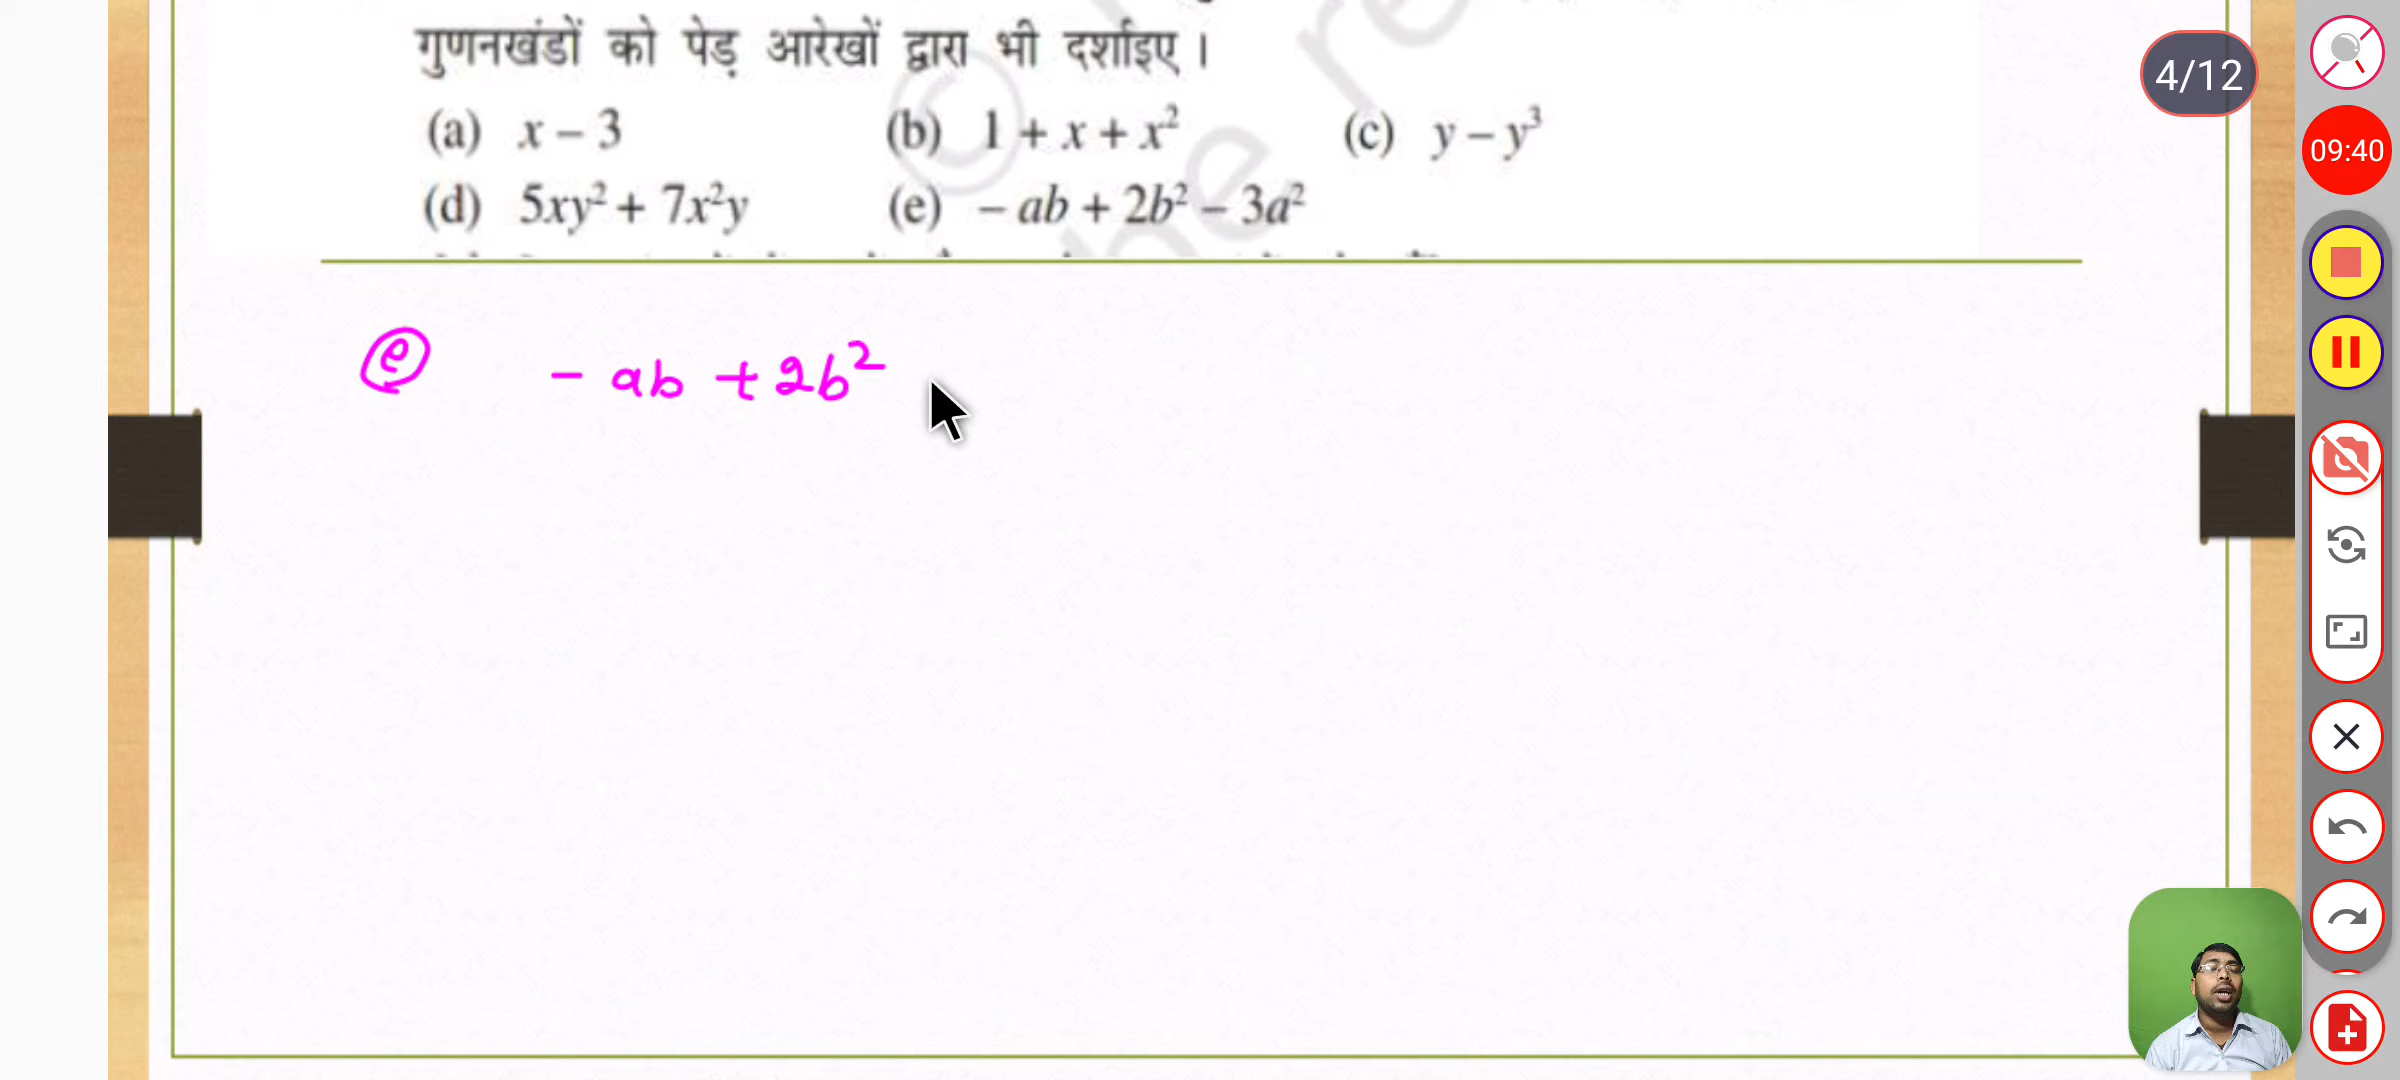 गुणनखंडों को पेड़ आरेखों द्वारा भी दर्शाइए ।
(a) x – 3 (b) 1 + x + x² (c) y – y³
(d) 5xy² + 7x²y (e) – ab + 2b² – 3a²
ⓔ - ab + 2b²
4/12
09:40